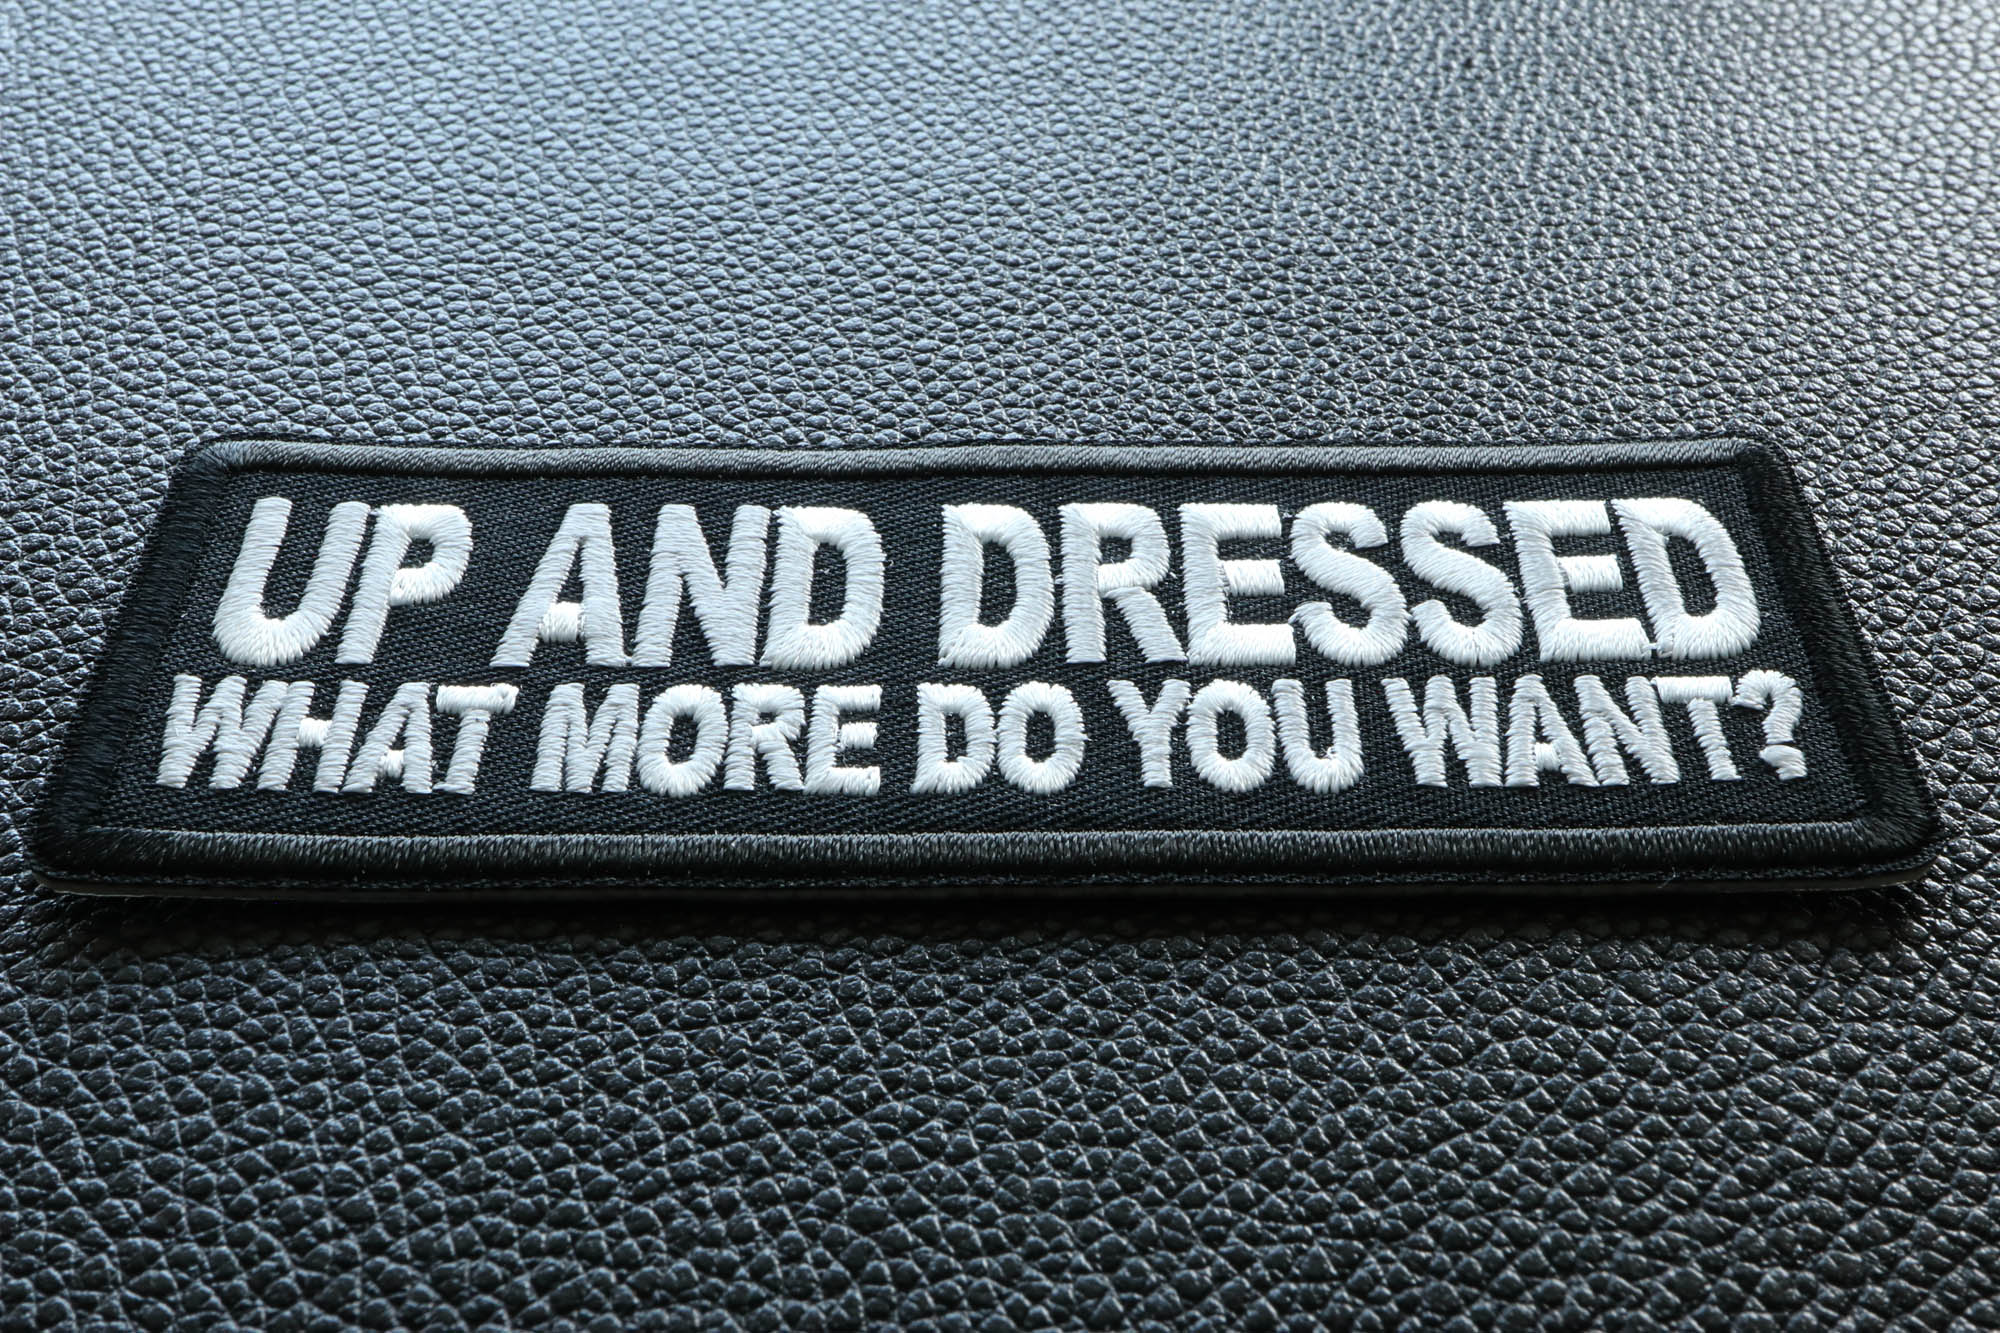 UP AND DRESSED
WHAT MORE DO YOU WANT?